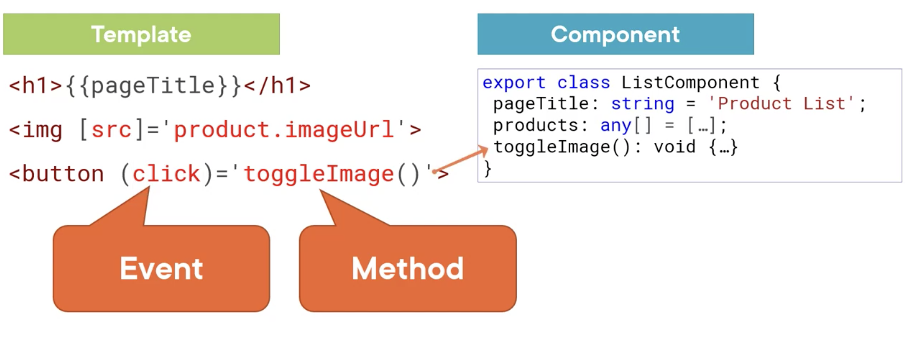 Template
<h1>{{pageTitle}}</h1>
<img [src]='product.imageUrl'>
<button (click)='toggleImage()'>
Event
Method
Component
export class ListComponent {
pageTitle: string = 'Product List';
products: any[] = […];
toggleImage(): void {…}
}